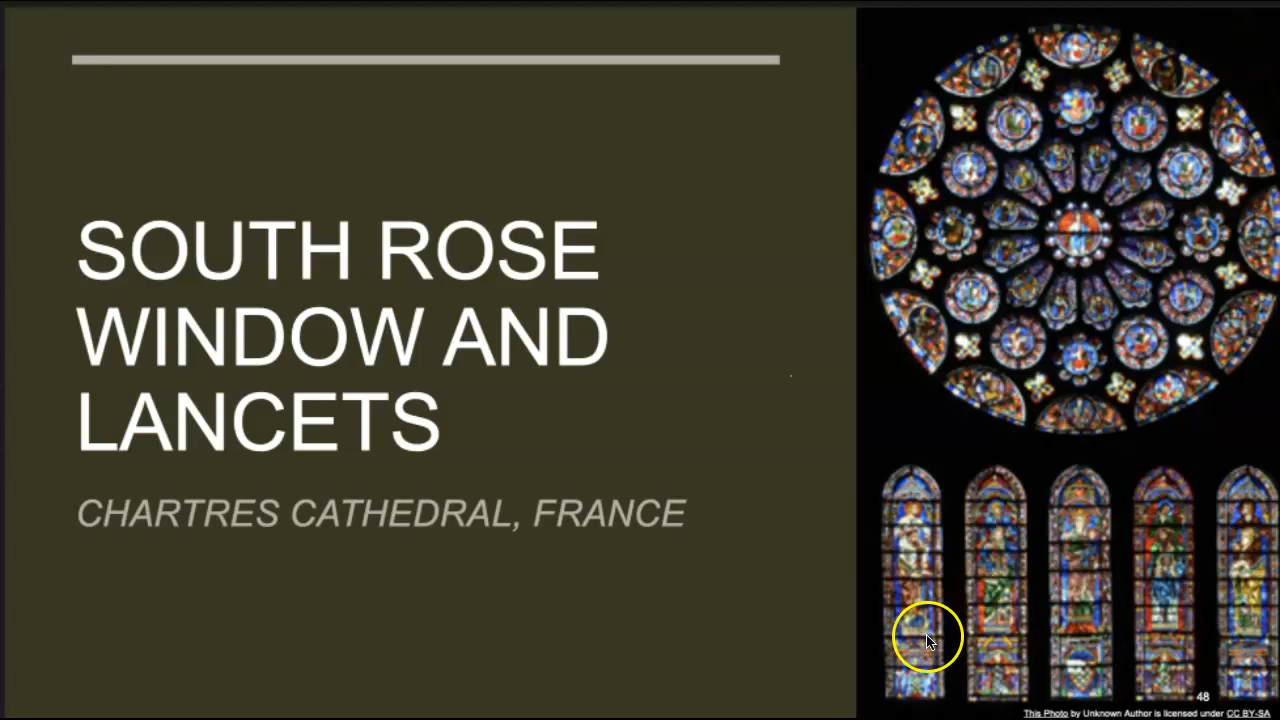 SOUTH ROSE
WINDOW AND
LANCETS
CHARTRES CATHEDRAL, FRANCE
48
This Photo by Unknown Author is licensed under CC BY-SA